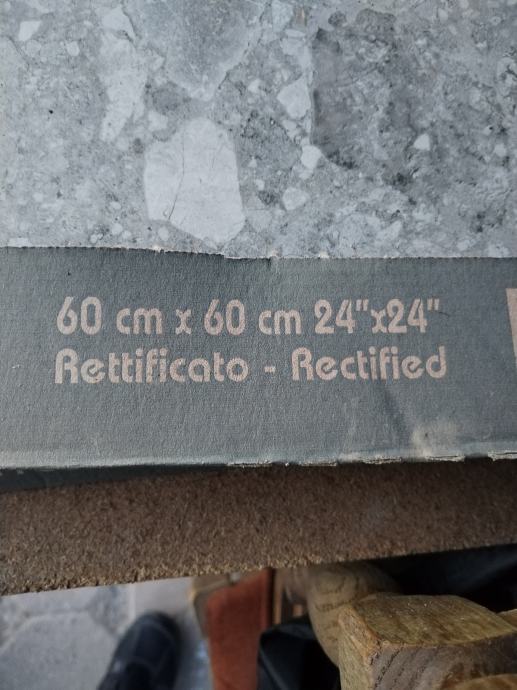 60 cm x 60 cm 24"x24"
Rettificato - Rectified